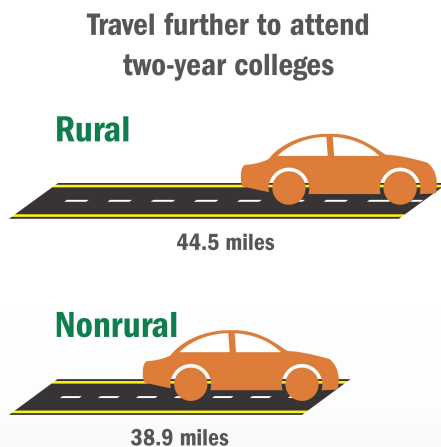 Travel further to attend
two-year colleges
Rural
44.5 miles
Nonrural
38.9 miles